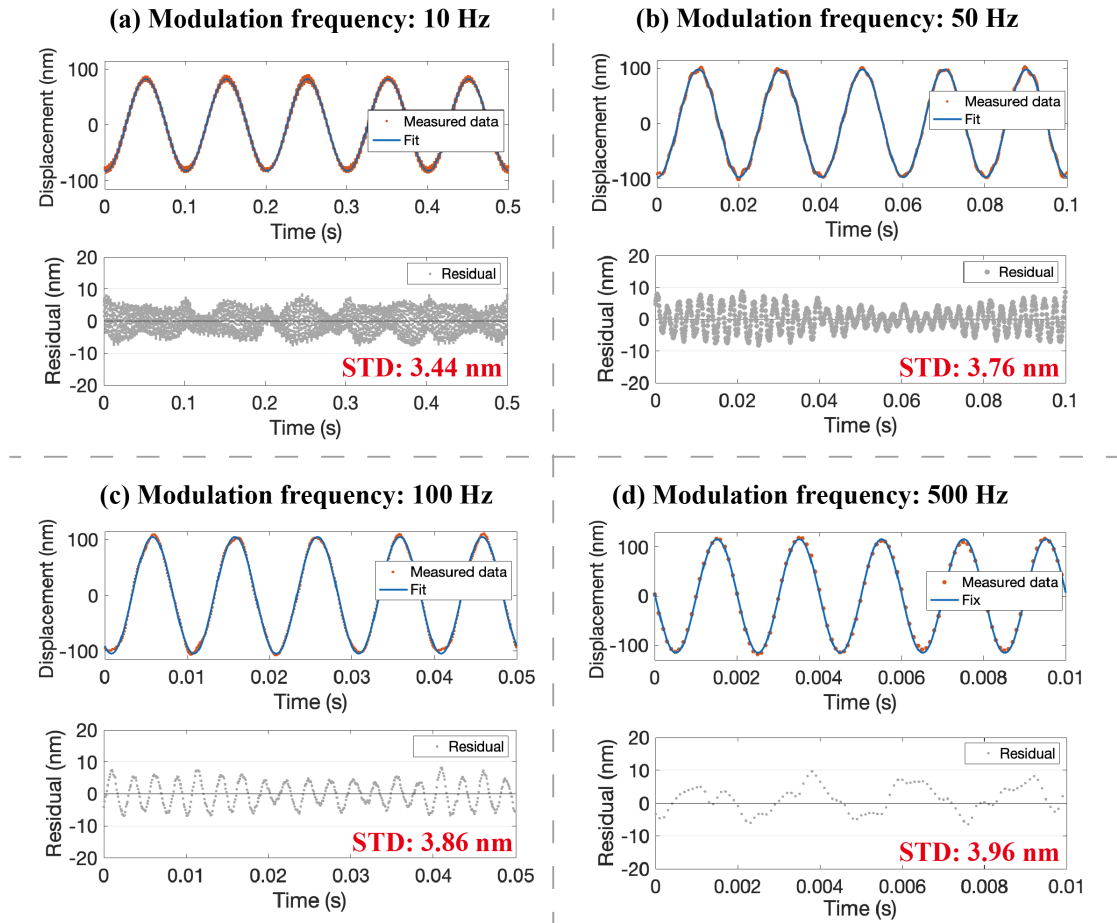 (a) Modulation frequency: 10 Hz
Displacement (nm)
100
0
-100
Measured data
Fit
0 0.1 0.2 0.3 0.4 0.5
Time (s)
Residual (nm)
20
10
0
-10
-20
Residual
STD: 3.44 nm
0 0.1 0.2 0.3 0.4 0.5
Time (s)
(b) Modulation frequency: 50 Hz
Displacement (nm)
100
0
-100
Measured data
Fit
0 0.02 0.04 0.06 0.08 0.1
Time (s)
Residual (nm)
20
10
0
-10
-20
Residual
STD: 3.76 nm
0 0.02 0.04 0.06 0.08 0.1
Time (s)
(c) Modulation frequency: 100 Hz
Displacement (nm)
100
0
-100
Measured data
Fit
0 0.01 0.02 0.03 0.04 0.05
Time (s)
Residual (nm)
20
10
0
-10
-20
Residual
STD: 3.86 nm
0 0.01 0.02 0.03 0.04 0.05
Time (s)
(d) Modulation frequency: 500 Hz
Displacement (nm)
100
0
-100
Measured data
Fix
0 0.002 0.004 0.006 0.008 0.01
Time (s)
Residual (nm)
20
10
0
-10
-20
Residual
STD: 3.96 nm
0 0.002 0.004 0.006 0.008 0.01
Time (s)